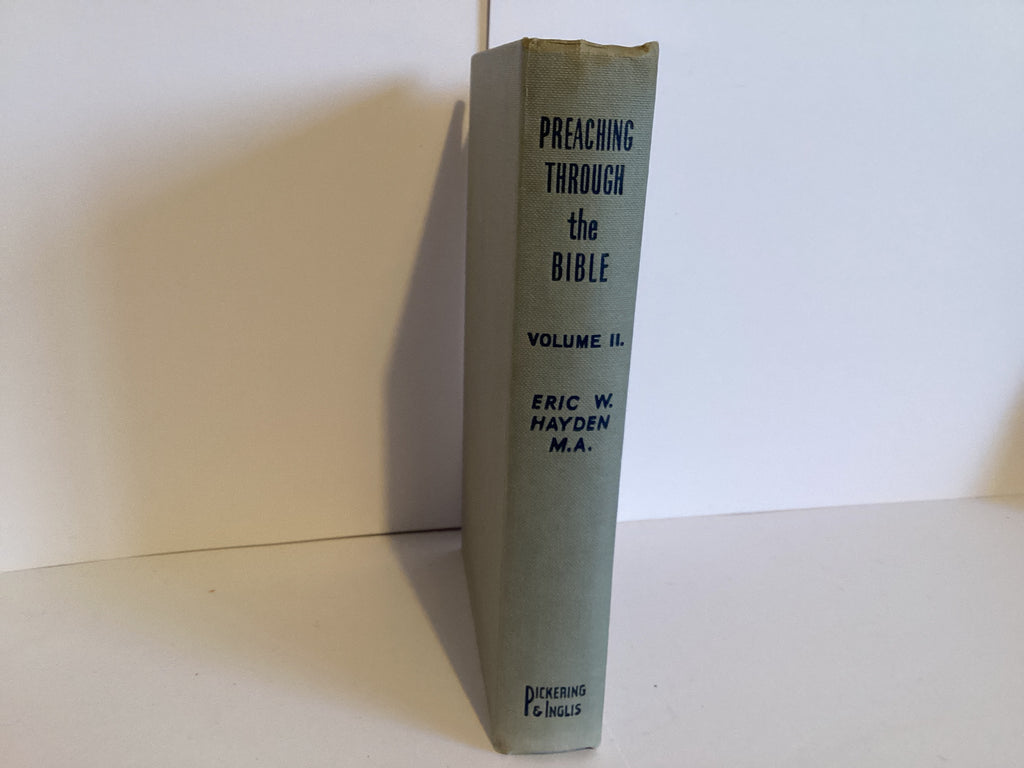 PREACHING
THROUGH
the
BIBLE
VOLUME II.
ERIC W.
HAYDEN
M.A.
PICKERING
& INGLIS